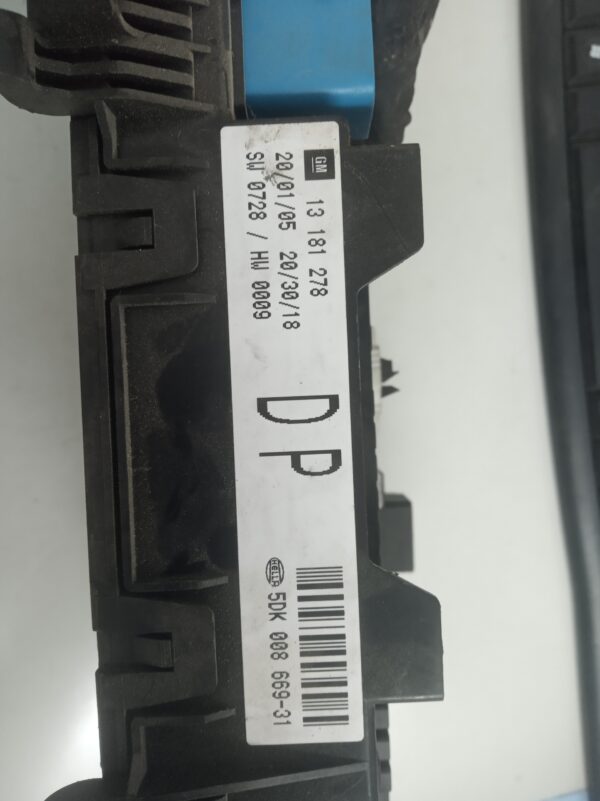 GM 13 181 278
20/01/05 20/30/18
SW 0728 / HW 0009
DP
HELLA 5DK 008 669-31